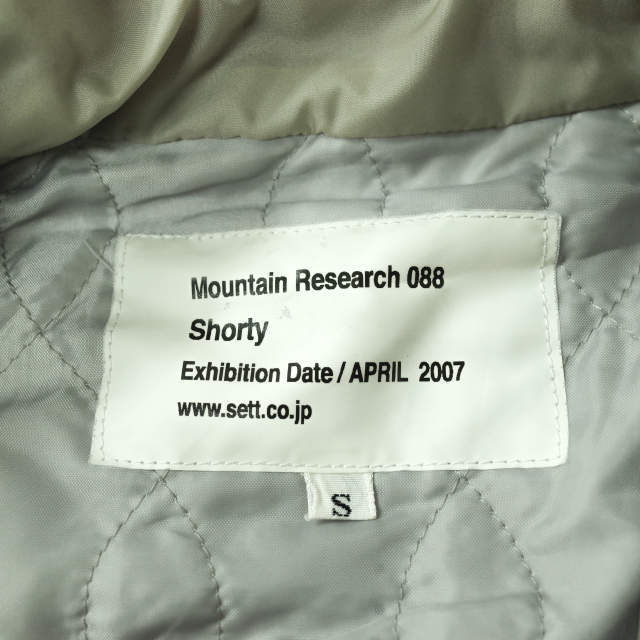 Mountain Research 088
Shorty
Exhibition Date / APRIL 2007
www.sett.co.jp
S